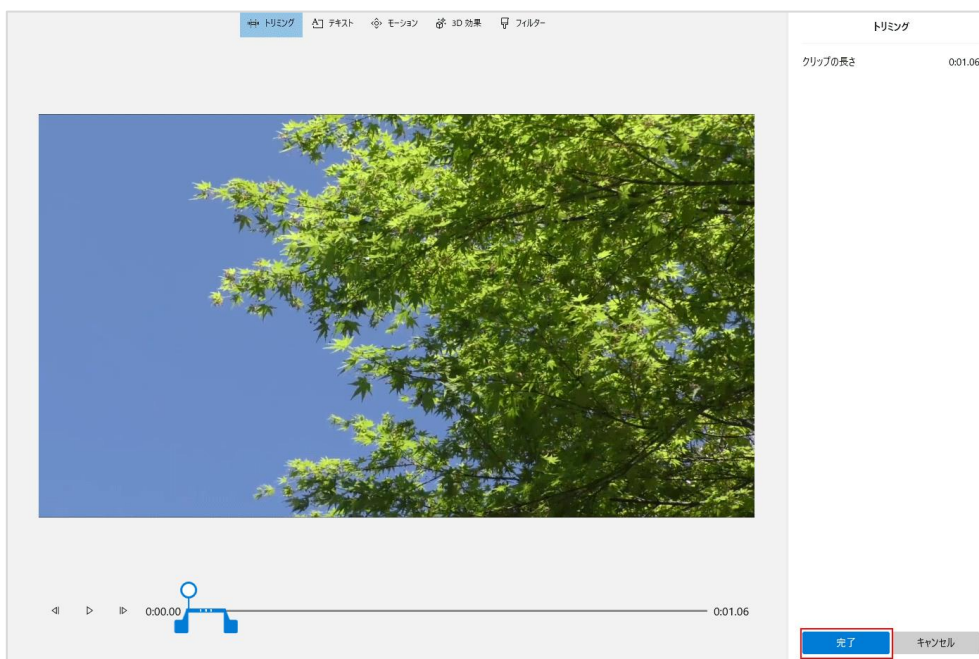 トリミング テキスト モーション 3D 効果 フィルター
トリミング
クリップの長さ 0:01.06
0:00.00 0:01.06
完了 キャンセル